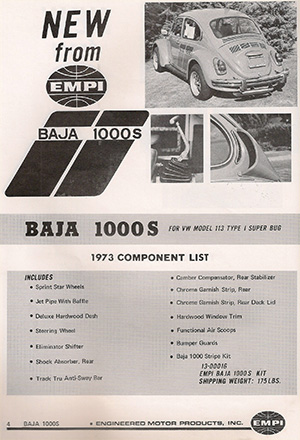 NEW
from
EMPI
BAJA 1000S
BAJA 1000S FOR VW MODEL 113 TYPE I SUPER BUG
1973 COMPONENT LIST
INCLUDES
• Sprint Star Wheels
• Jet Pipe With Baffle
• Deluxe Hardwood Dash
• Steering Wheel
• Eliminator Shifter
• Shock Absorber, Rear
• Track Tru Anti-Sway Bar
• Camber Compensator, Rear Stabilizer
• Chrome Garnish Strip, Rear
• Chrome Garnish Strip, Rear Deck Lid
• Hardwood Window Trim
• Functional Air Scoops
• Bumper Guards
• Baja 1000 Stripe Kit
13-00016
EMPI BAJA 1000S KIT
SHIPPING WEIGHT: 175 LBS.
4 BAJA 1000S • ENGINEERED MOTOR PRODUCTS, INC. EMPI